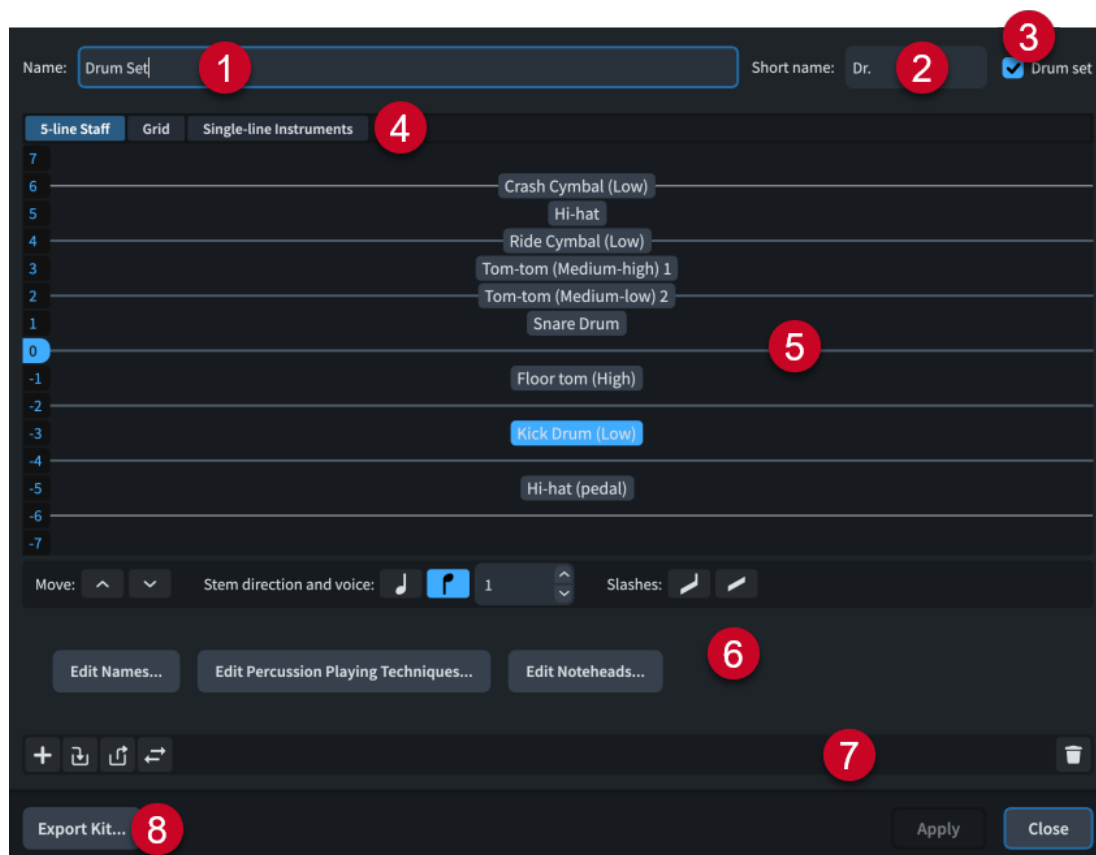 Name: Drum Set 1 Short name: Dr. 2 3 Drum set
5-line Staff Grid Single-line Instruments 4
7
6 Crash Cymbal (Low)
5 Hi-hat
4 Ride Cymbal (Low)
3 Tom-tom (Medium-high) 1
2 Tom-tom (Medium-low) 2
1 Snare Drum
0 5
-1 Floor tom (High)
-2
-3 Kick Drum (Low)
-4
-5 Hi-hat (pedal)
-6
-7
Move: Stem direction and voice: 1 Slashes:
Edit Names... Edit Percussion Playing Techniques... Edit Noteheads... 6
7
Export Kit... 8 Apply Close